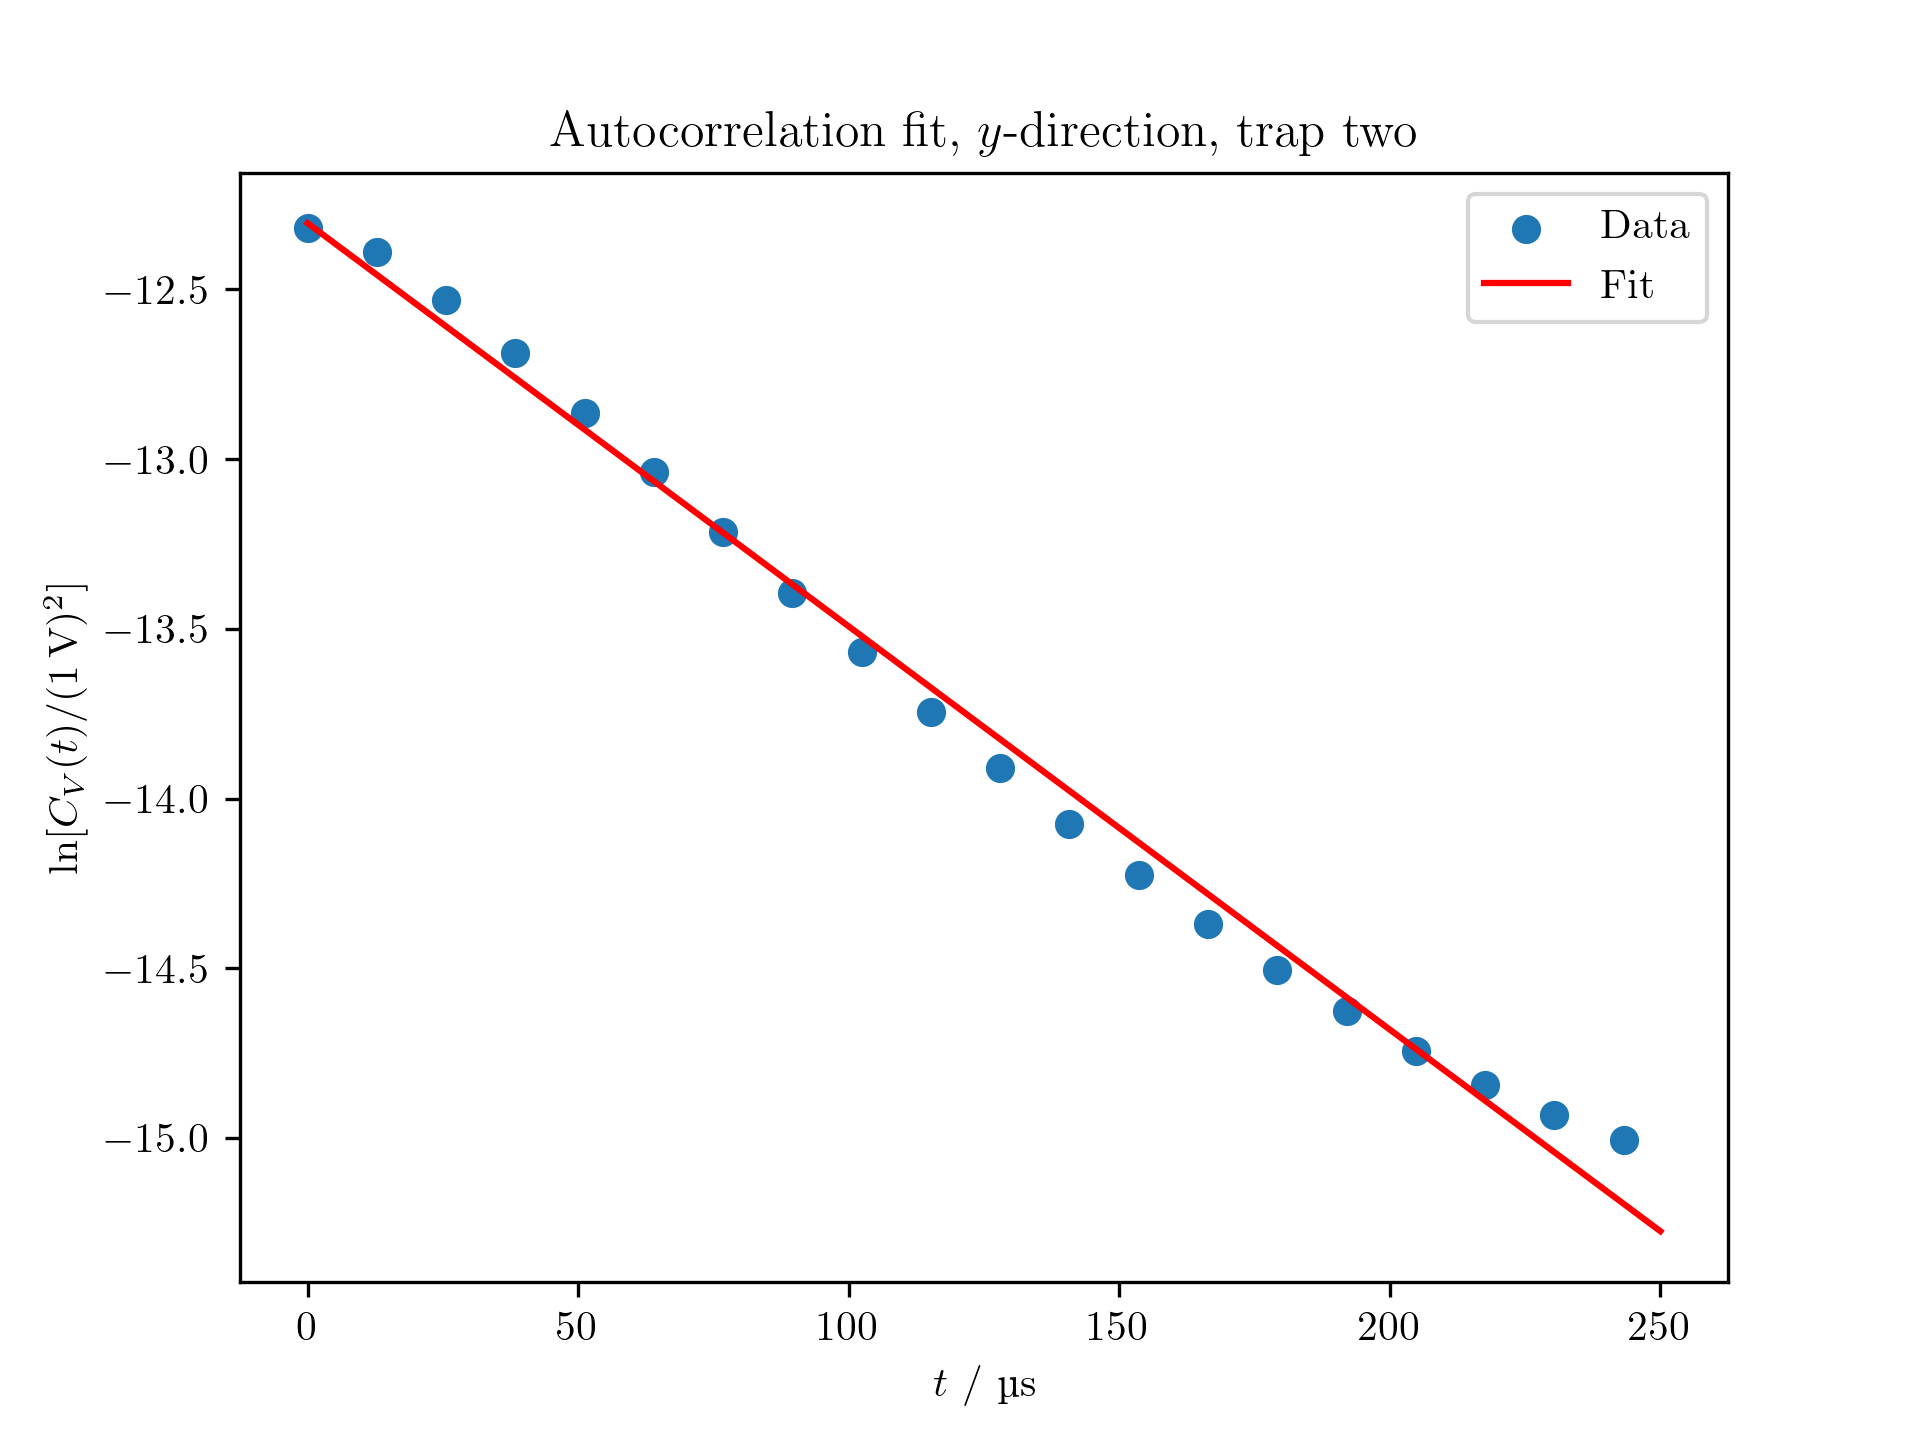 Autocorrelation fit, y-direction, trap two
Data
Fit
−12.5
−13.0
−13.5
−14.0
−14.5
−15.0
ln[C_V(t)/(1 V)²]
0 50 100 150 200 250
t / µs